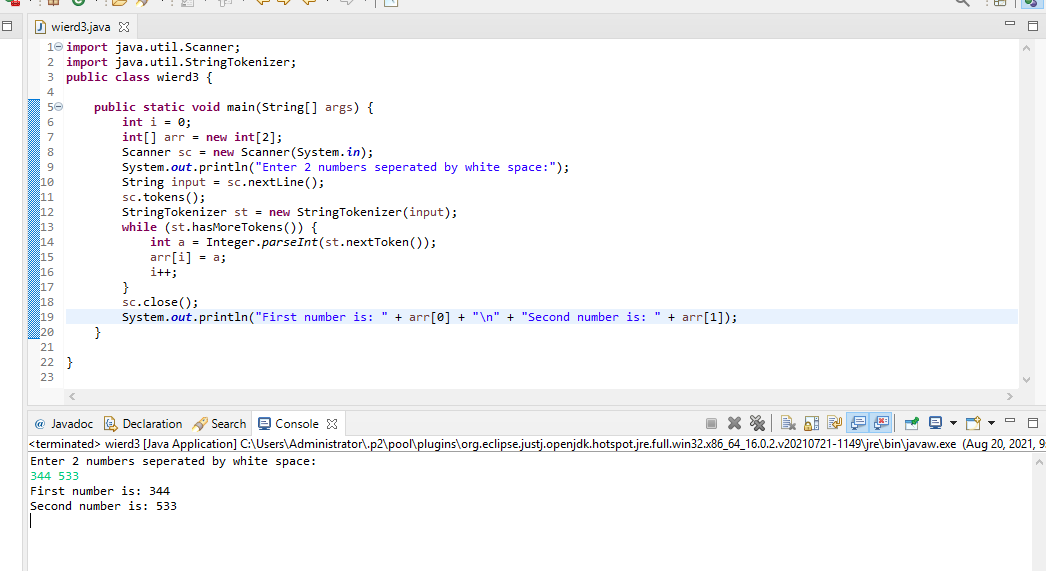 wierd3.java
1 import java.util.Scanner;
2 import java.util.StringTokenizer;
3 public class wierd3 {
4
5     public static void main(String[] args) {
6         int i = 0;
7         int[] arr = new int[2];
8         Scanner sc = new Scanner(System.in);
9         System.out.println("Enter 2 numbers seperated by white space:");
10         String input = sc.nextLine();
11         sc.tokens();
12         StringTokenizer st = new StringTokenizer(input);
13         while (st.hasMoreTokens()) {
14             int a = Integer.parseInt(st.nextToken());
15             arr[i] = a;
16             i++;
17         }
18         sc.close();
19         System.out.println("First number is: " + arr[0] + "\n" + "Second number is: " + arr[1]);
20     }
21
22 }
23
@ Javadoc Declaration Search Console
<terminated> wierd3 [Java Application] C:\Users\Administrator\.p2\pool\plugins\org.eclipse.justj.openjdk.hotspot.jre.full.win32.x86_64_16.0.2.v20210721-1149\jre\bin\javaw.exe (Aug 20, 2021, 9:
Enter 2 numbers seperated by white space:
344 533
First number is: 344
Second number is: 533